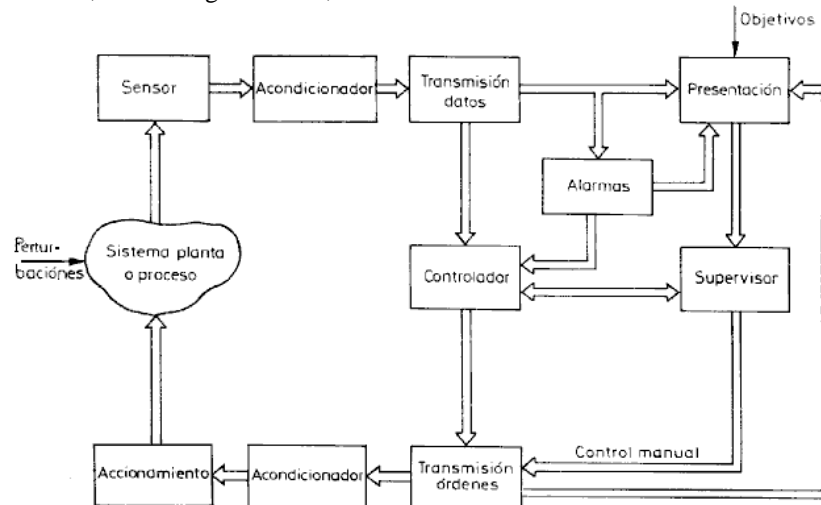 Objetivos
Sensor
Acondicionador
Transmisión
datos
Presentación
Alarmas
Pertur-
baciónes
Sistema planta
o proceso
Controlador
Supervisor
Control manual
Accionamiento
Acondicionador
Transmisión
órdenes